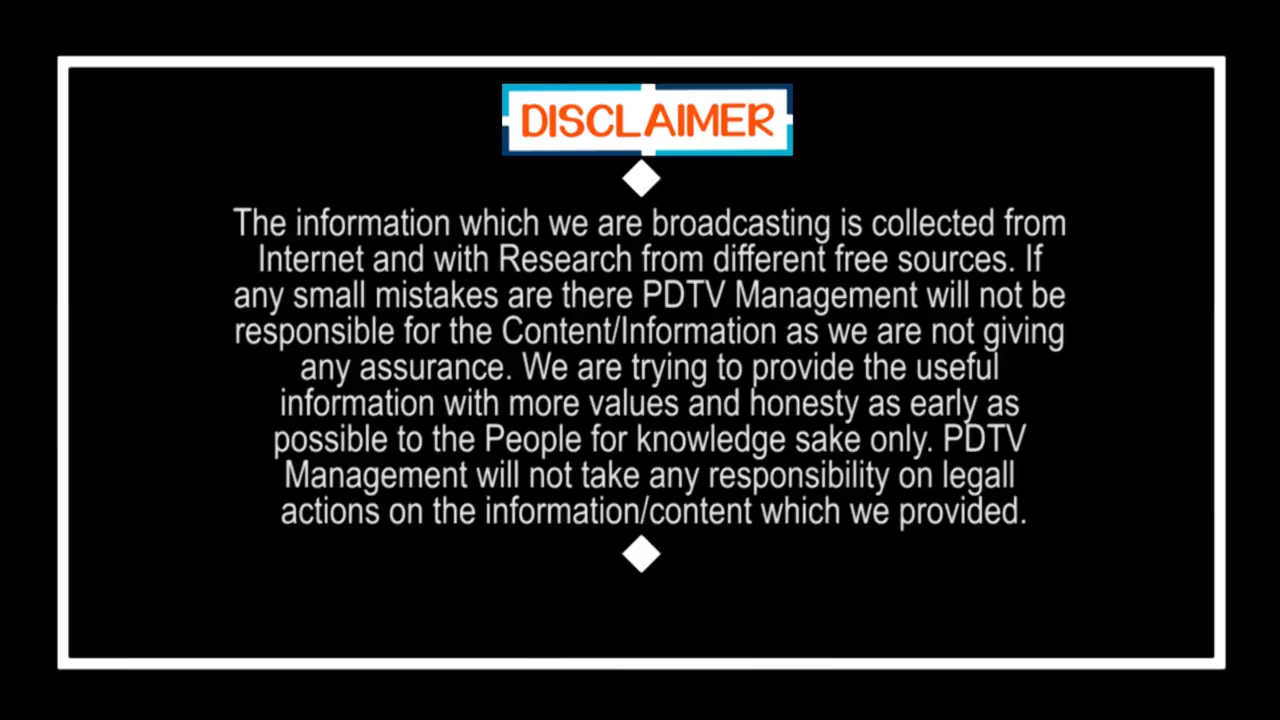 DISCLAIMER
The information which we are broadcasting is collected from
Internet and with Research from different free sources. If
any small mistakes are there PDTV Management will not be
responsible for the Content/Information as we are not giving
any assurance. We are trying to provide the useful
information with more values and honesty as early as
possible to the People for knowledge sake only. PDTV
Management will not take any responsibility on legall
actions on the information/content which we provided.